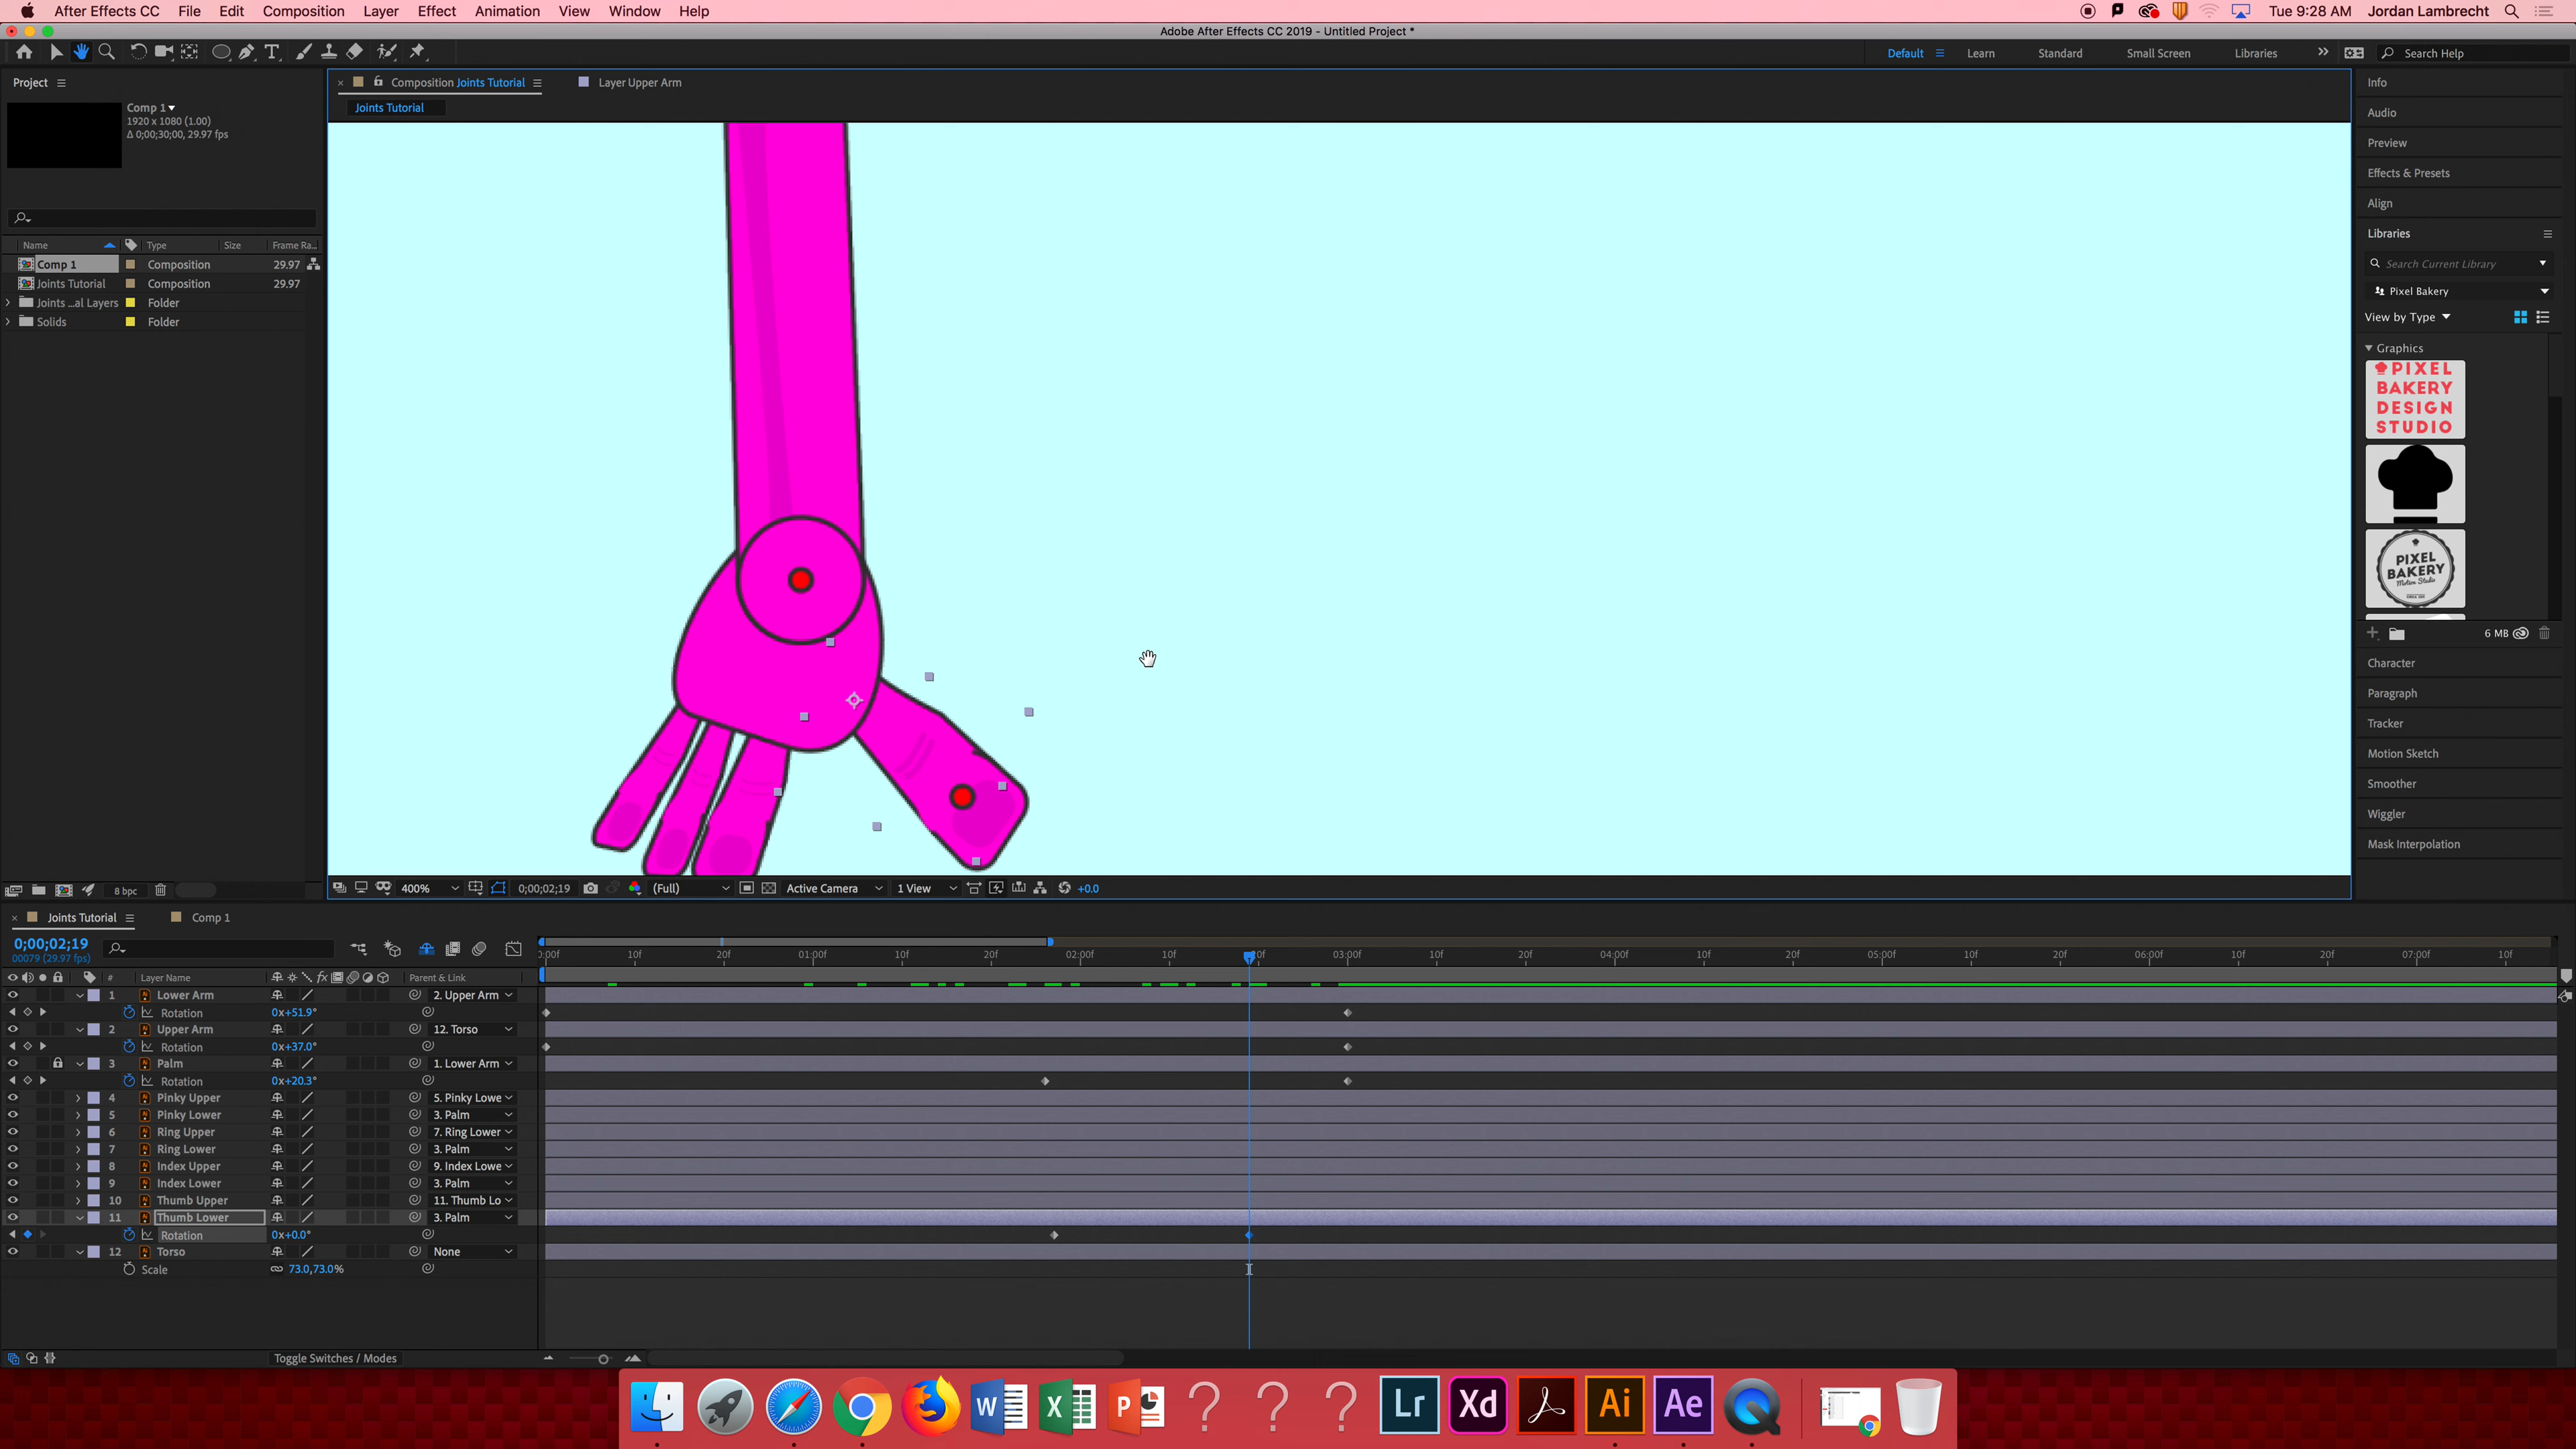 After Effects CC File Edit Composition Layer Effect Animation View Window Help Tue 9:28 AM Jordan Lambrecht
Adobe After Effects CC 2019 - Untitled Project *
Default Learn Standard Small Screen Libraries Search Help
Project
Comp 1
1920 x 1080 (1.00)
Δ 0;00;30;00, 29.97 fps
Name Type Size Frame Ra...
Comp 1 Composition 29.97
Joints Tutorial Composition 29.97
Joints ...al Layers Folder
Solids Folder
8 bpc
Composition Joints Tutorial Layer Upper Arm
Joints Tutorial
400% 0;00;02;19 (Full) Active Camera 1 View +0.0
Info
Audio
Preview
Effects & Presets
Align
Libraries
Search Current Library
Pixel Bakery
View by Type
Graphics
PIXEL
BAKERY
DESIGN
STUDIO
PIXEL
BAKERY
Motion Studio
6 MB
Character
Paragraph
Tracker
Motion Sketch
Smoother
Wiggler
Mask Interpolation
Joints Tutorial Comp 1
0;00;02;19
00079 (29.97 fps)
0:00f 10f 20f 01:00f 10f 20f 02:00f 10f 20f 03:00f 10f 20f 04:00f 10f 20f 05:00f 10f 20f 06:00f 10f 20f 07:00f 10f
# Layer Name fx Parent & Link
1 Lower Arm 2. Upper Arm
Rotation 0x+51.9°
2 Upper Arm 12. Torso
Rotation 0x+37.0°
3 Palm 1. Lower Arm
Rotation 0x+20.3°
4 Pinky Upper 5. Pinky Lowe
5 Pinky Lower 3. Palm
6 Ring Upper 7. Ring Lower
7 Ring Lower 3. Palm
8 Index Upper 9. Index Lowe
9 Index Lower 3. Palm
10 Thumb Upper 11. Thumb Lo
11 Thumb Lower 3. Palm
Rotation 0x+0.0°
12 Torso None
Scale 73.0,73.0%
Toggle Switches / Modes
W X P ? ? ? Lr Xd Ai Ae